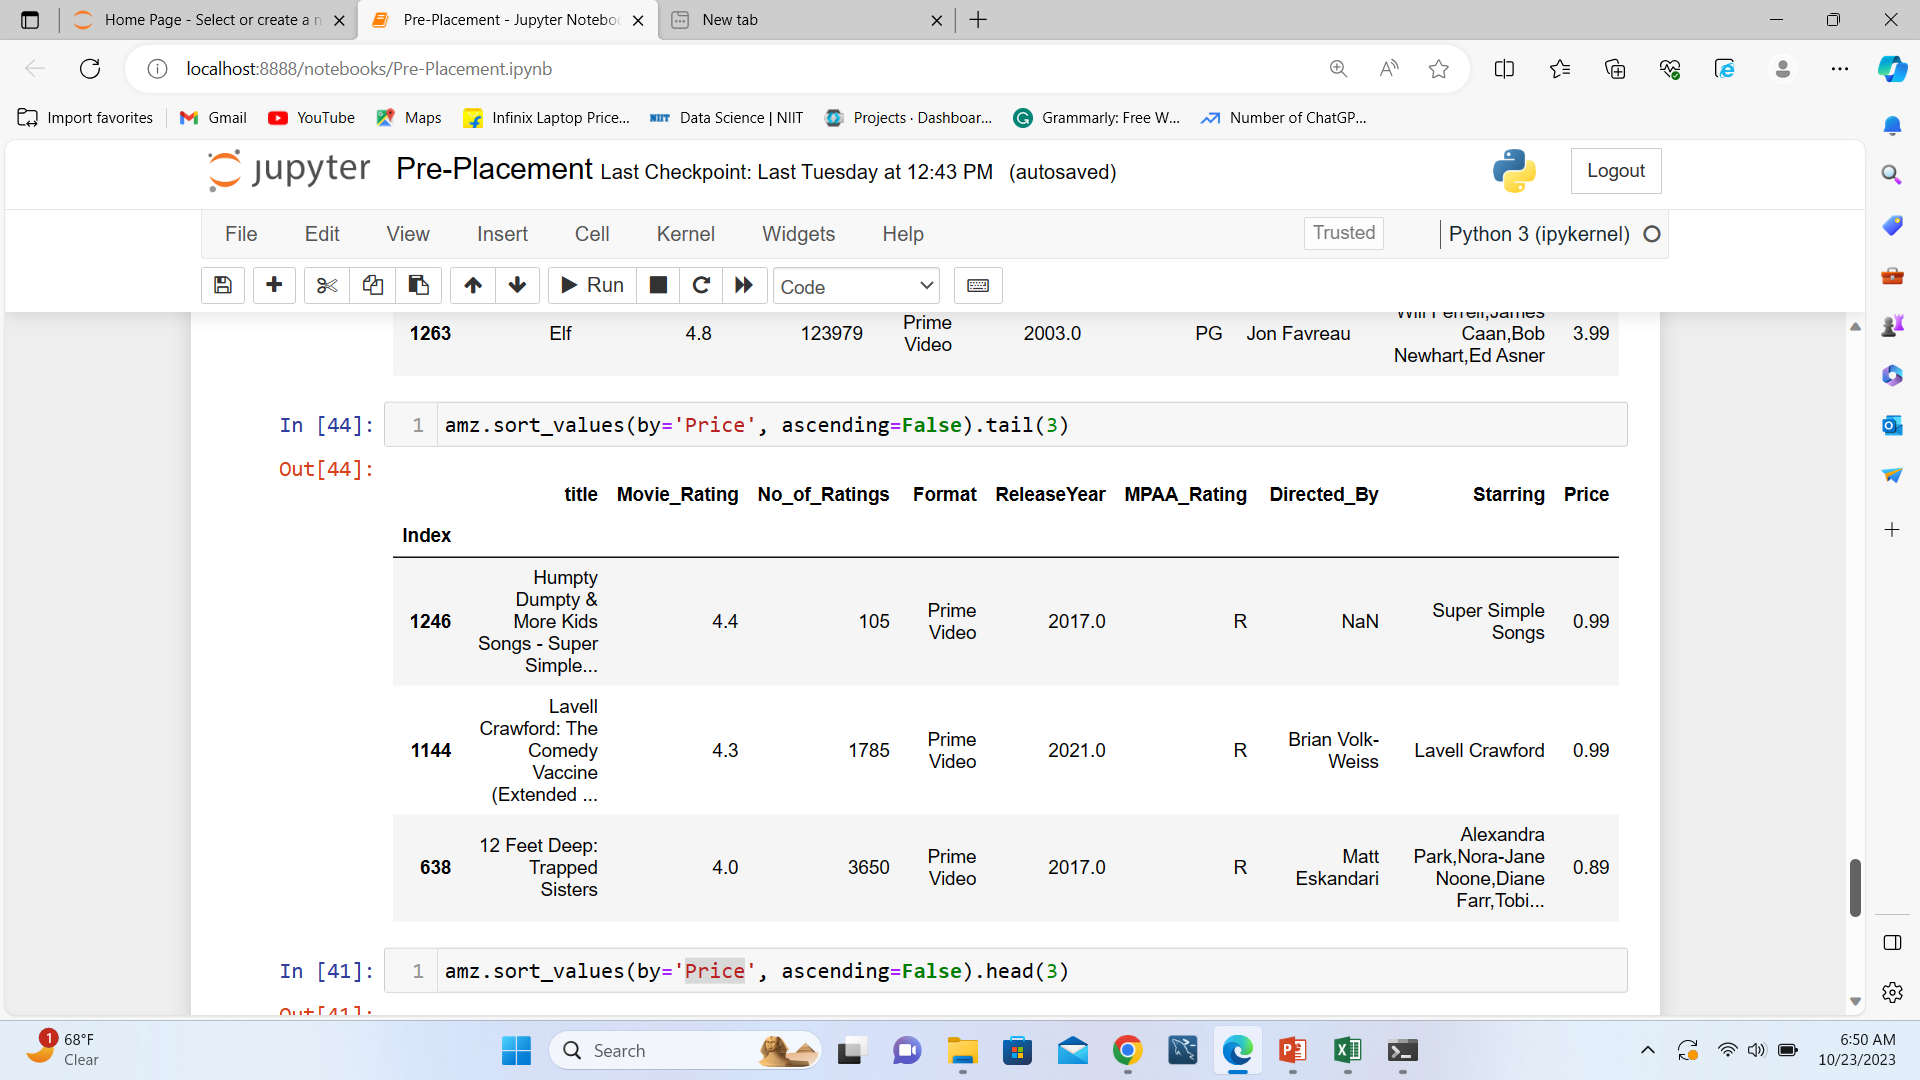 Home Page - Select or create a n
Pre-Placement - Jupyter Noteboo
New tab
localhost:8888/notebooks/Pre-Placement.ipynb
Import favorites
Gmail
YouTube
Maps
Infinix Laptop Price...
NIIT Data Science | NIIT
Projects · Dashboar...
Grammarly: Free W...
Number of ChatGP...
jupyter Pre-Placement Last Checkpoint: Last Tuesday at 12:43 PM (autosaved)
Logout
File Edit View Insert Cell Kernel Widgets Help
Trusted
Python 3 (ipykernel)
Run
Code
1263 Elf 4.8 123979 Prime Video 2003.0 PG Jon Favreau Will Ferrell,James Caan,Bob Newhart,Ed Asner 3.99
In [44]: 1 amz.sort_values(by='Price', ascending=False).tail(3)
Out[44]:
title Movie_Rating No_of_Ratings Format ReleaseYear MPAA_Rating Directed_By Starring Price
Index
1246 Humpty Dumpty & More Kids Songs - Super Simple... 4.4 105 Prime Video 2017.0 R NaN Super Simple Songs 0.99
1144 Lavell Crawford: The Comedy Vaccine (Extended ... 4.3 1785 Prime Video 2021.0 R Brian Volk-Weiss Lavell Crawford 0.99
638 12 Feet Deep: Trapped Sisters 4.0 3650 Prime Video 2017.0 R Matt Eskandari Alexandra Park,Nora-Jane Noone,Diane Farr,Tobi... 0.89
In [41]: 1 amz.sort_values(by='Price', ascending=False).head(3)
Out[41]:
1
68°F
Clear
Search
6:50 AM
10/23/2023